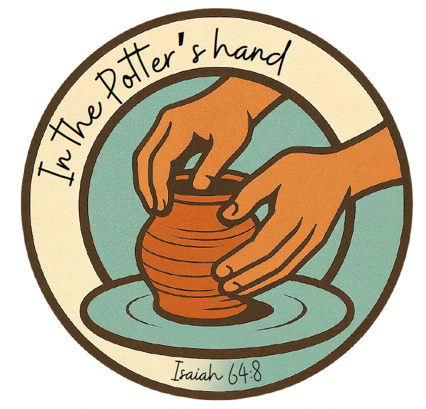 In the Potter's hand
Isaiah 64:8